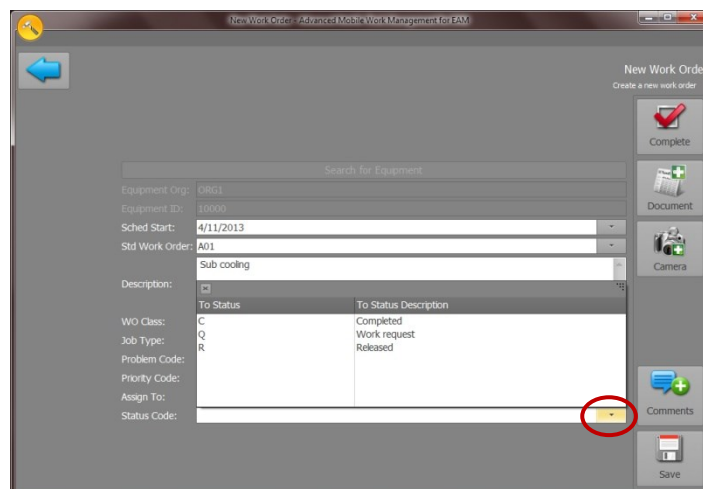 New Work Order - Advanced Mobile Work Management for EAM
New Work Orde
Create a new work order
Complete
Search for Equipment
Equipment Org: ORG1
Document
Equipment ID: 10000
Sched Start: 4/11/2013
Std Work Order: A01
Sub cooling
Camera
Description:
To Status To Status Description
WO Class: C Completed
Job Type: Q Work request
R Released
Problem Code:
Priority Code:
Assign To:
Comments
Status Code:
Save